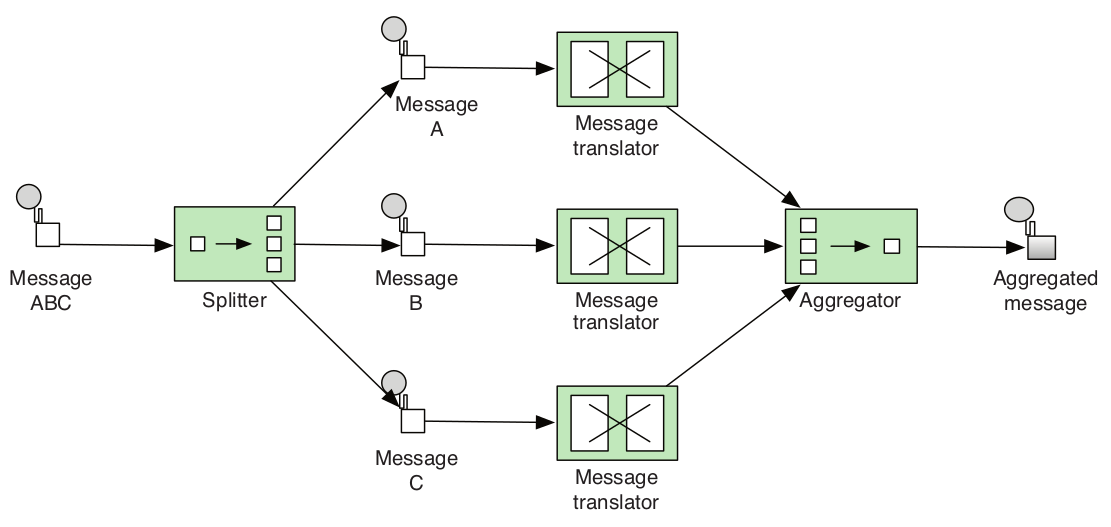 Message
A
Message
translator
Message
ABC
Splitter
Message
B
Message
translator
Aggregator
Aggregated
message
Message
C
Message
translator